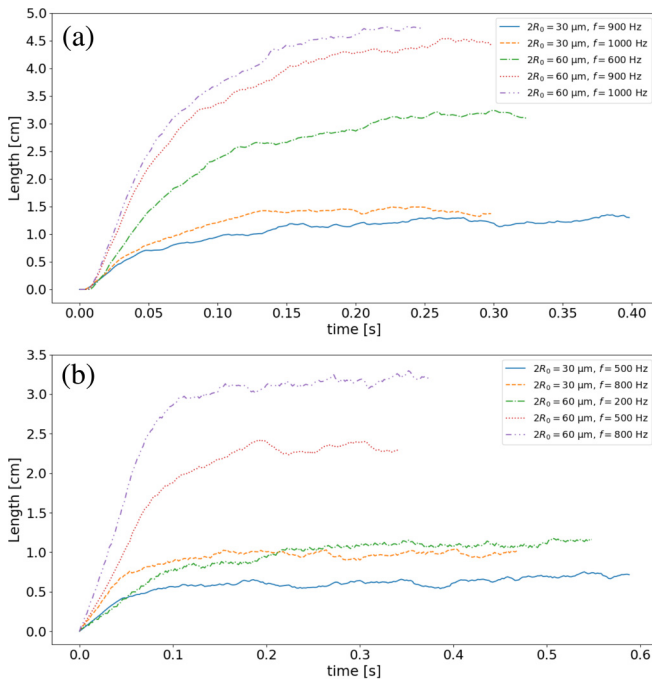 (a)
5.0
4.5
4.0
3.5
3.0
2.5
2.0
1.5
1.0
0.5
0.0
Length [cm]
2R₀ = 30 μm, f = 900 Hz
2R₀ = 30 μm, f = 1000 Hz
2R₀ = 60 μm, f = 600 Hz
2R₀ = 60 μm, f = 900 Hz
2R₀ = 60 μm, f = 1000 Hz
0.00 0.05 0.10 0.15 0.20 0.25 0.30 0.35 0.40
time [s]
(b)
3.5
3.0
2.5
2.0
1.5
1.0
0.5
0.0
Length [cm]
2R₀ = 30 μm, f = 500 Hz
2R₀ = 30 μm, f = 800 Hz
2R₀ = 60 μm, f = 200 Hz
2R₀ = 60 μm, f = 500 Hz
2R₀ = 60 μm, f = 800 Hz
0.0 0.1 0.2 0.3 0.4 0.5 0.6
time [s]